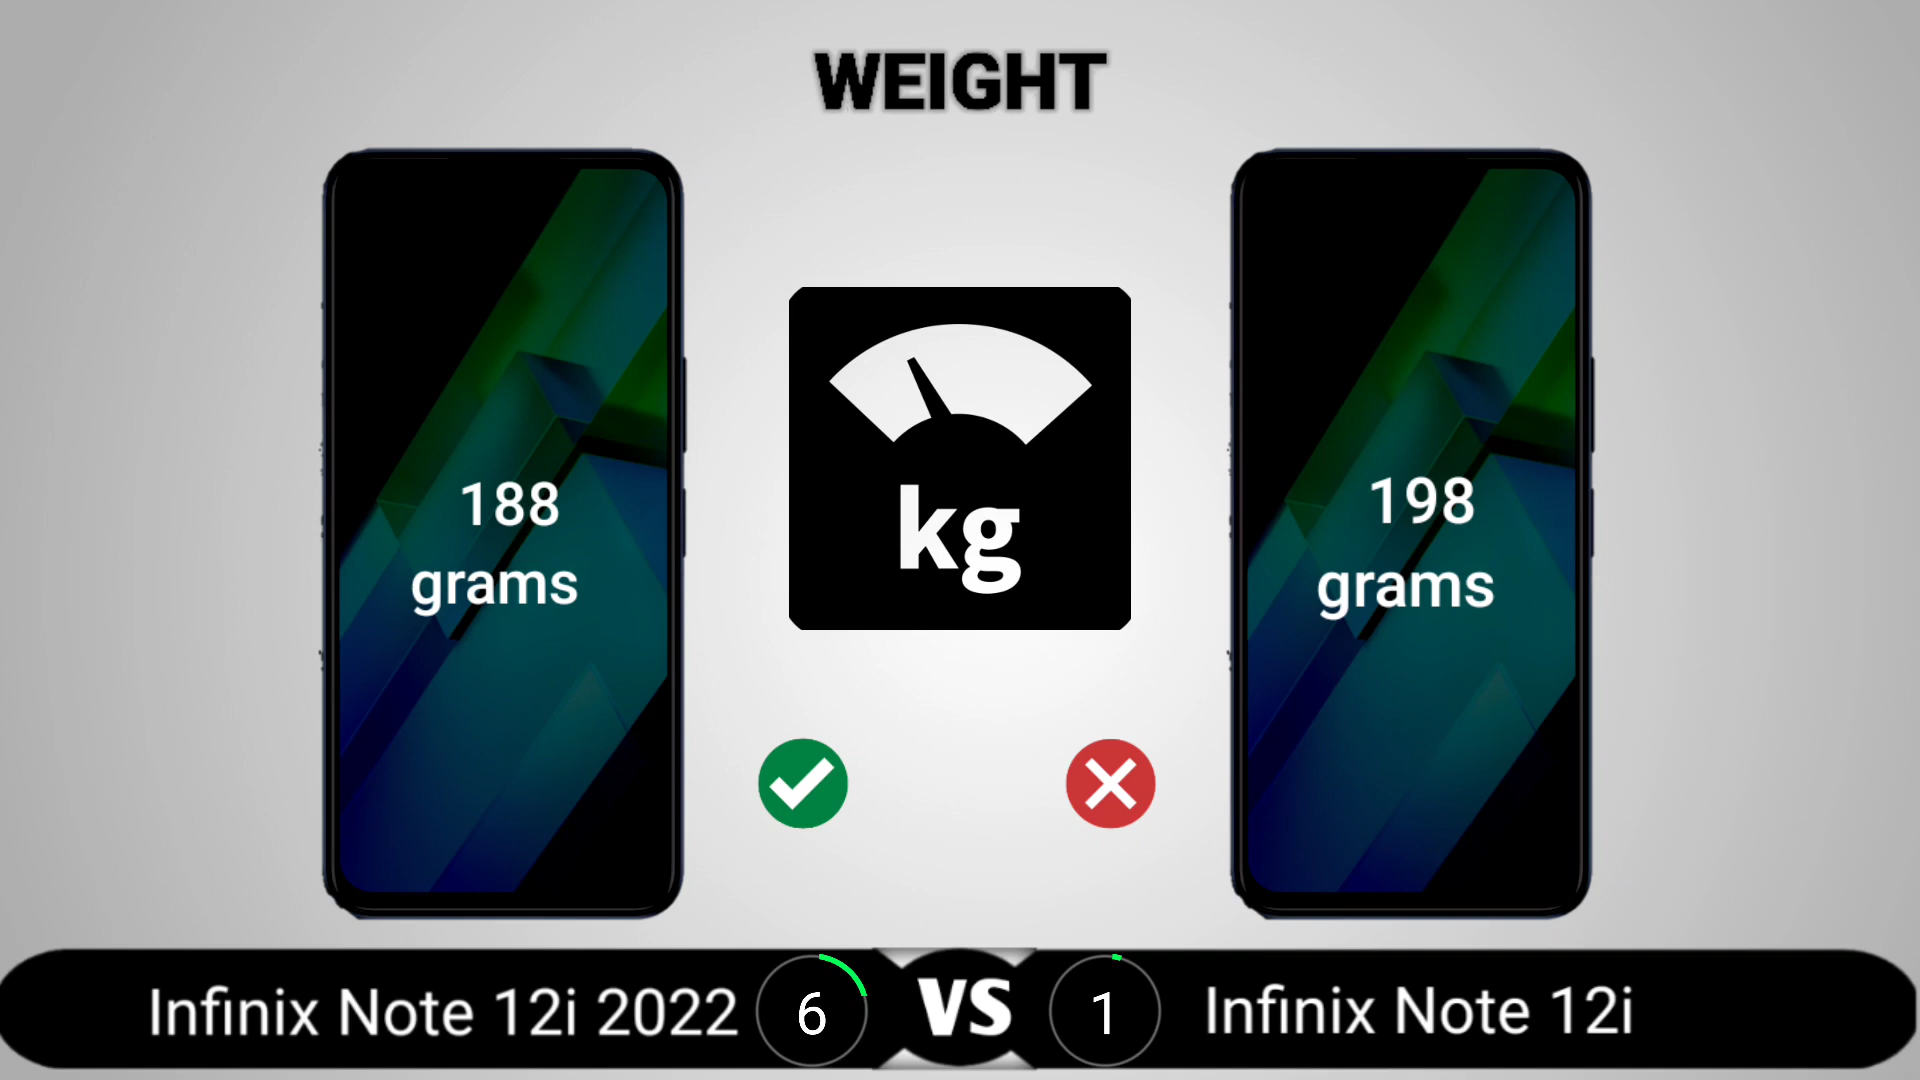 WEIGHT
188
grams
kg
198
grams
Infinix Note 12i 2022
6
VS
1
Infinix Note 12i